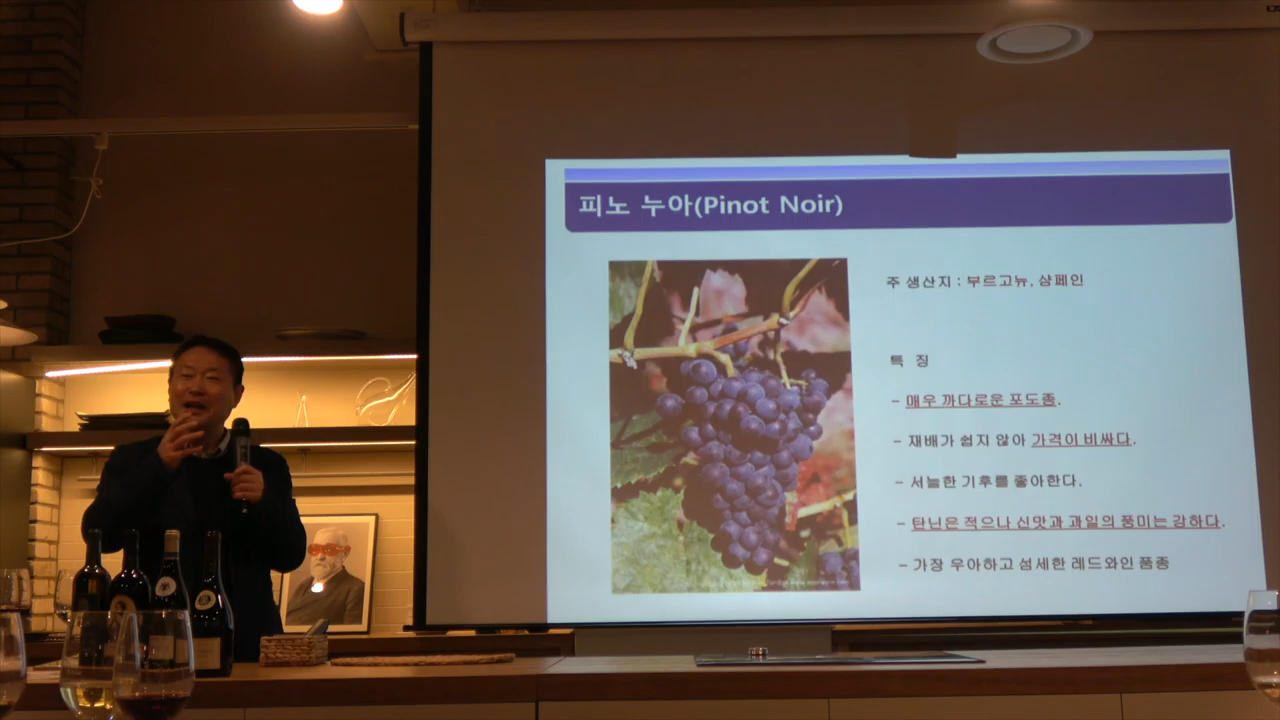 피노 누아(Pinot Noir)
주 생산지 : 부르고뉴, 샹페인
특 징
- 매우 까다로운 포도종.
- 재배가 쉽지 않아 가격이 비싸다.
- 서늘한 기후를 좋아한다.
- 탄닌은 적으나 신맛과 과일의 풍미는 강하다.
- 가장 우아하고 섬세한 레드와인 품종